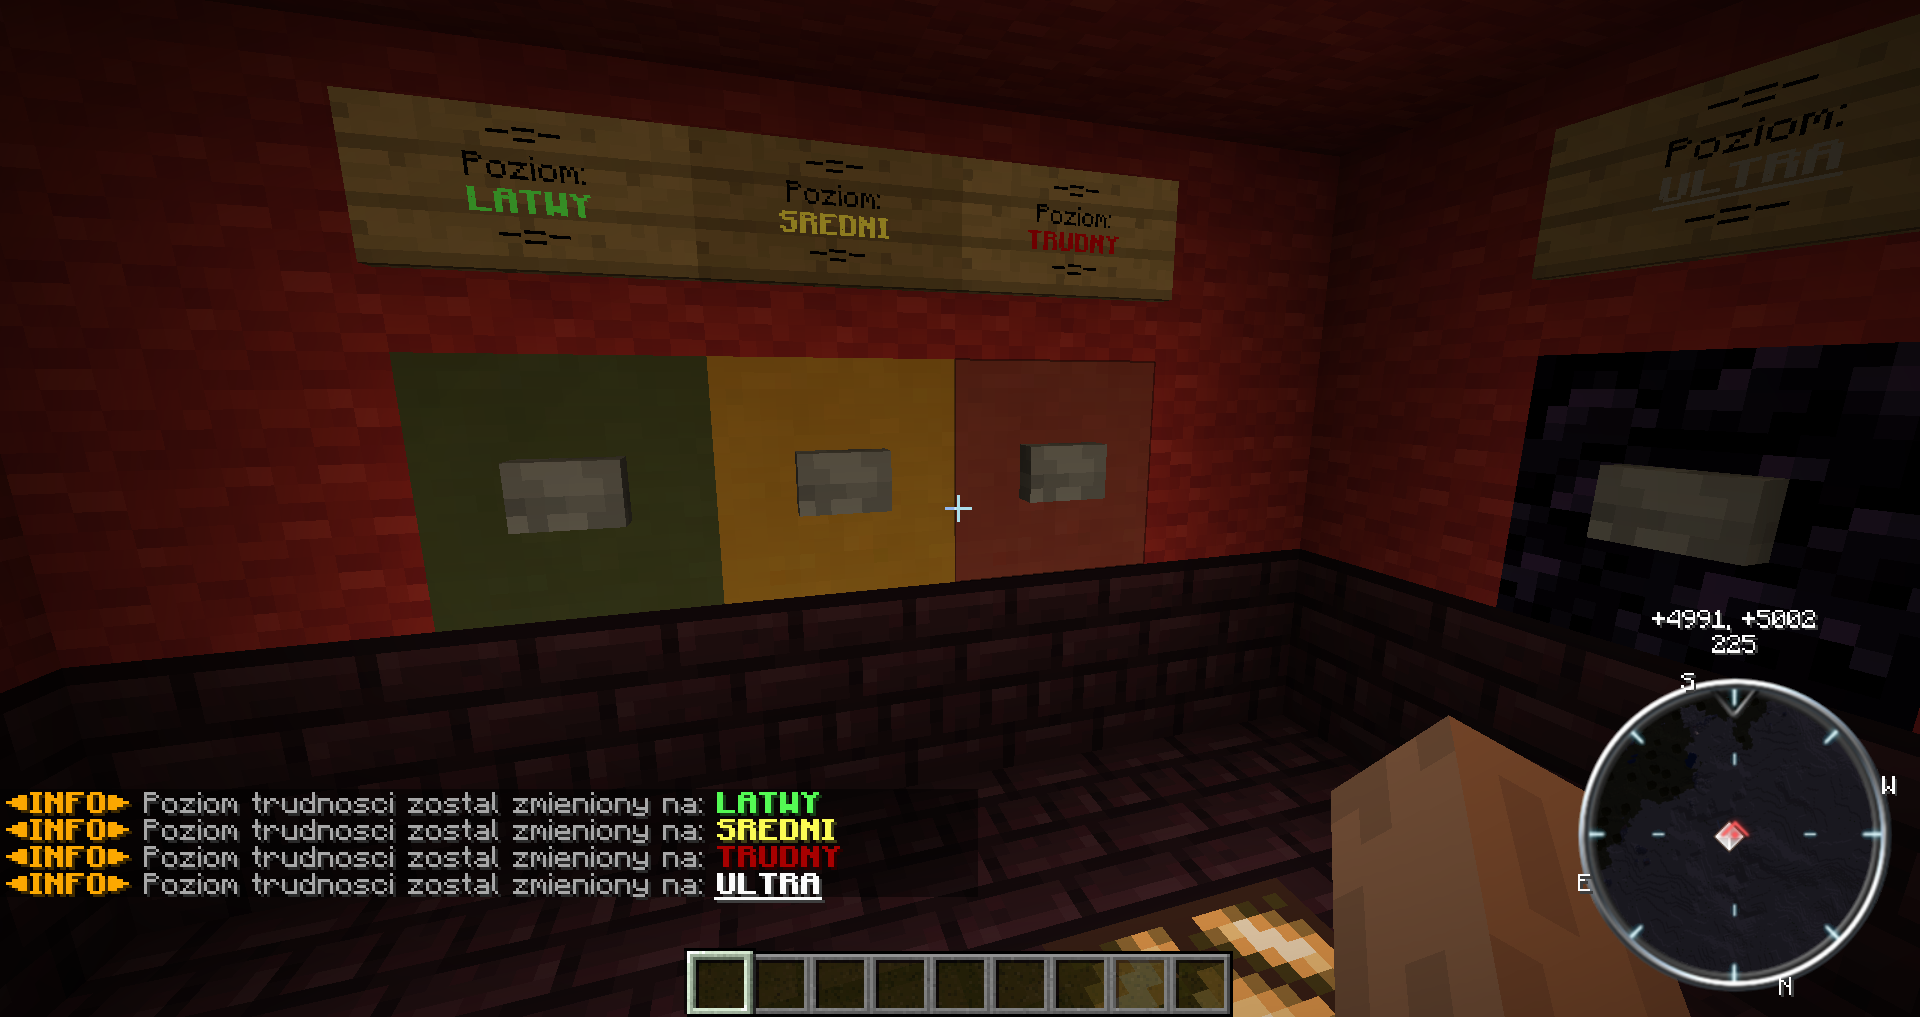 -=-
Poziom:
LATWY
-=-
-=-
Poziom:
SREDNI
-=-
-=-
Poziom:
TRUDNY
-=-
-=-
Poziom:
ULTRA
-=-
+4991, +5002
225
S
W
E
N
◄INFO► Poziom trudnosci zostal zmieniony na: LATWY
◄INFO► Poziom trudnosci zostal zmieniony na: SREDNI
◄INFO► Poziom trudnosci zostal zmieniony na: TRUDNY
◄INFO► Poziom trudnosci zostal zmieniony na: ULTRA